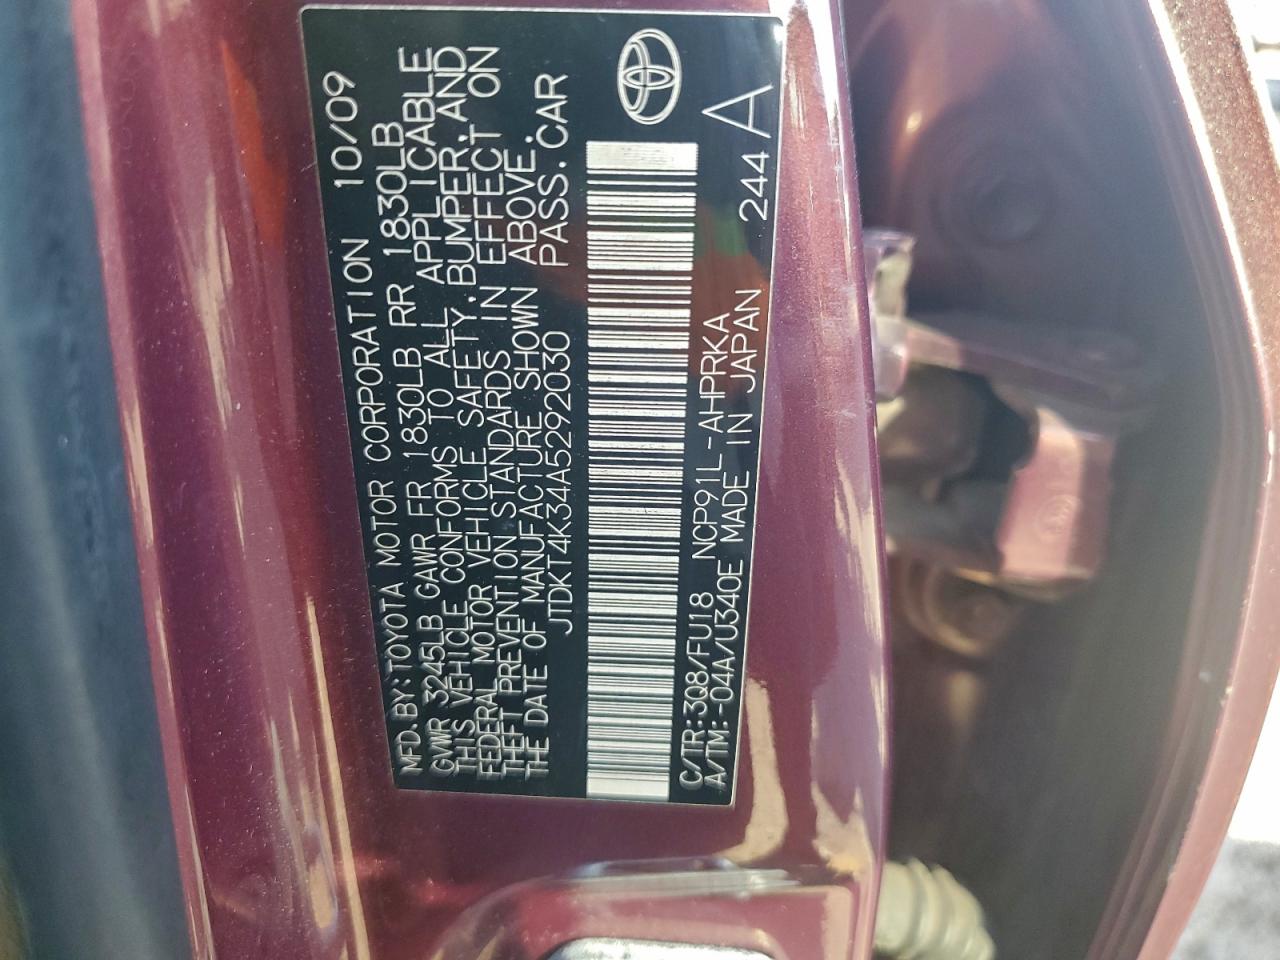 MFD.BY:TOYOTA MOTOR CORPORATION 10/09
GVWR 3245LB GAWR FR 1830LB RR 1830LB
THIS VEHICLE CONFORMS TO ALL APPLICABLE
FEDERAL MOTOR VEHICLE SAFETY, BUMPER, AND
THEFT PREVENTION STANDARDS IN EFFECT ON
THE DATE OF MANUFACTURE SHOWN ABOVE.
JTDKT4K34A5292030 PASS.CAR
C/TR:3Q8/FU18 NCP91L-AHPRKA 244 A
A/TM:-04A/U340E MADE IN JAPAN